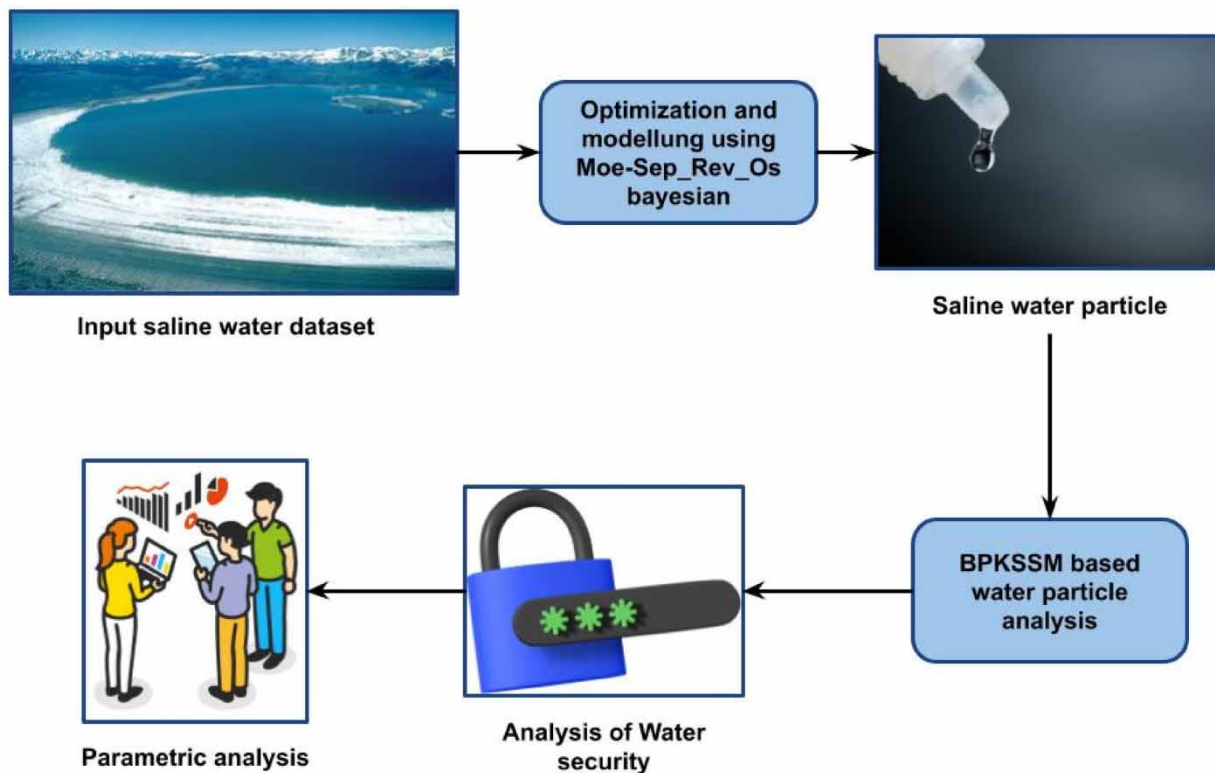 Optimization and
modellung using
Moe-Sep_Rev_Os
bayesian
Input saline water dataset
Saline water particle
BPKSSM based
water particle
analysis
Analysis of Water
security
Parametric analysis